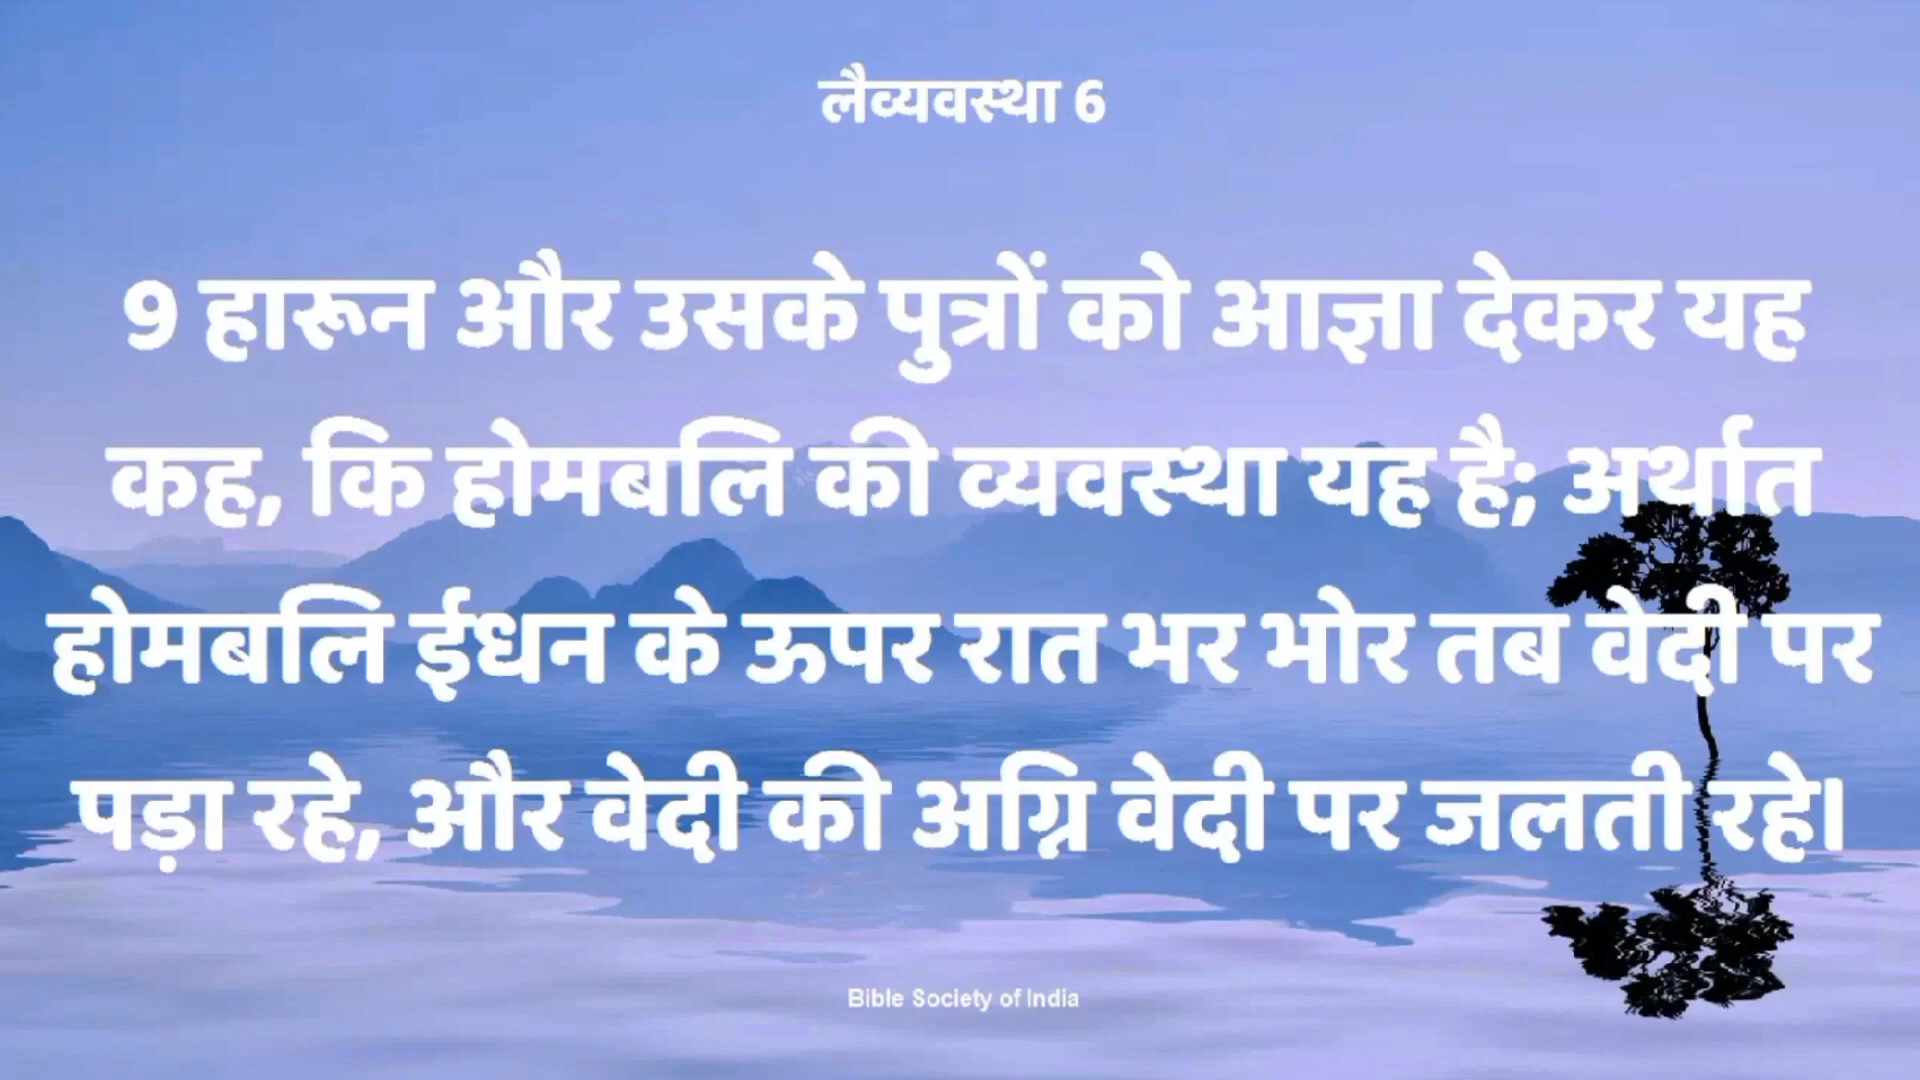 लैव्यवस्था 6
9 हारून और उसके पुत्रों को आज्ञा देकर यह
कह, कि होमबलि की व्यवस्था यह है; अर्थात
होमबलि ईधन के ऊपर रात भर भोर तब वेदी पर
पड़ा रहे, और वेदी की अग्नि वेदी पर जलती रहे।
Bible Society of India